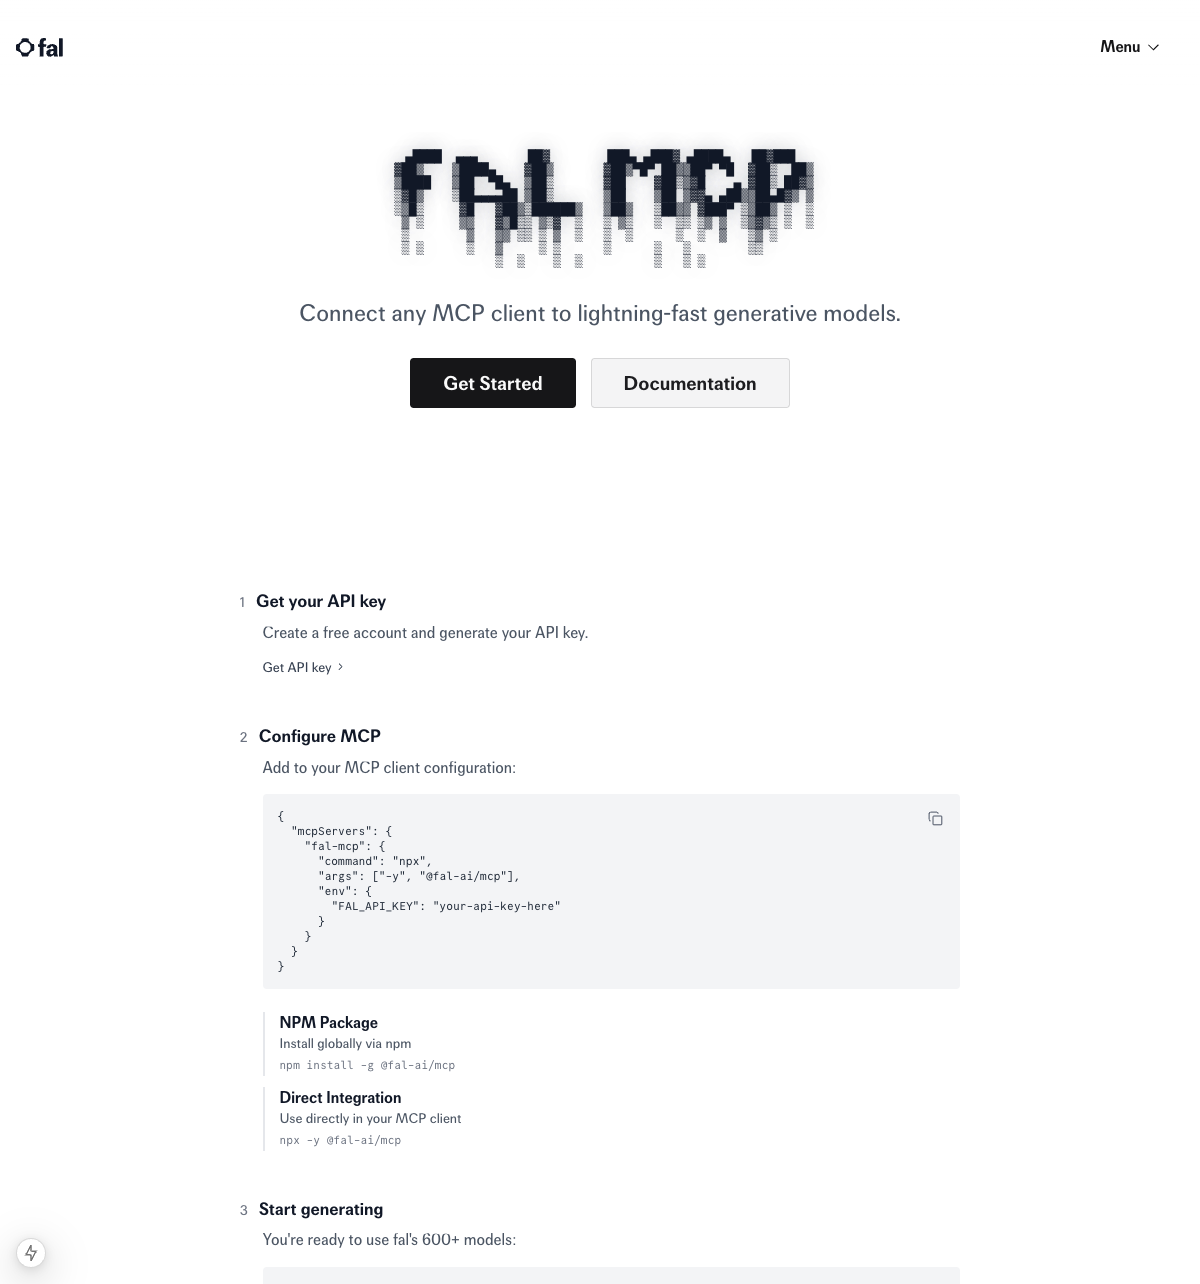 fal
Menu
FAL MCP
Connect any MCP client to lightning-fast generative models.
Get Started
Documentation
1 Get your API key
Create a free account and generate your API key.
Get API key
2 Configure MCP
Add to your MCP client configuration:
{
  "mcpServers": {
    "fal-mcp": {
      "command": "npx",
      "args": ["-y", "@fal-ai/mcp"],
      "env": {
        "FAL_API_KEY": "your-api-key-here"
      }
    }
  }
}
NPM Package
Install globally via npm
npm install -g @fal-ai/mcp
Direct Integration
Use directly in your MCP client
npx -y @fal-ai/mcp
3 Start generating
You're ready to use fal's 600+ models: